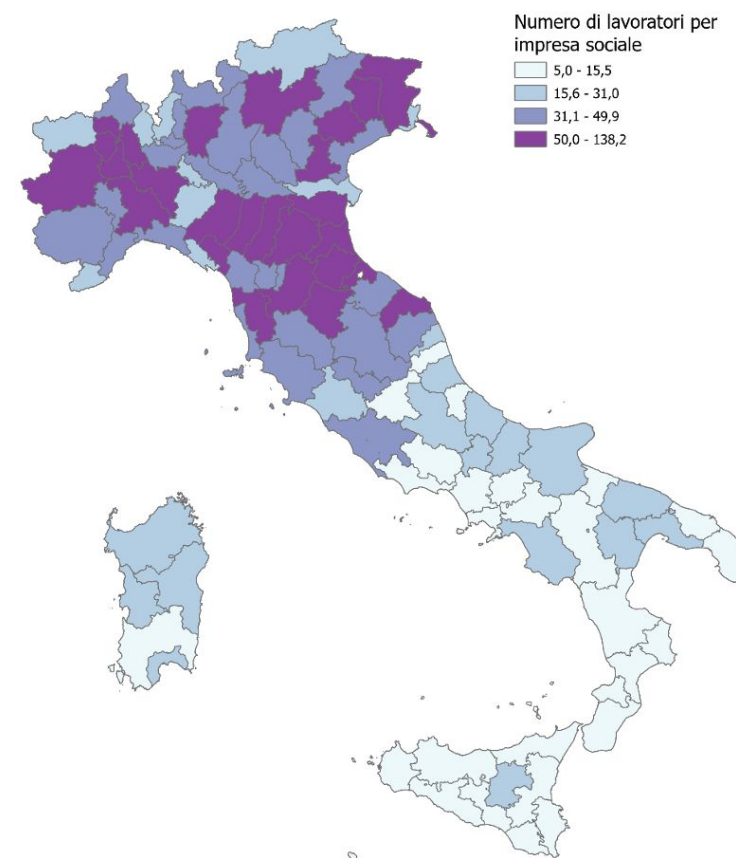 Numero di lavoratori per
impresa sociale
5,0 - 15,5
15,6 - 31,0
31,1 - 49,9
50,0 - 138,2